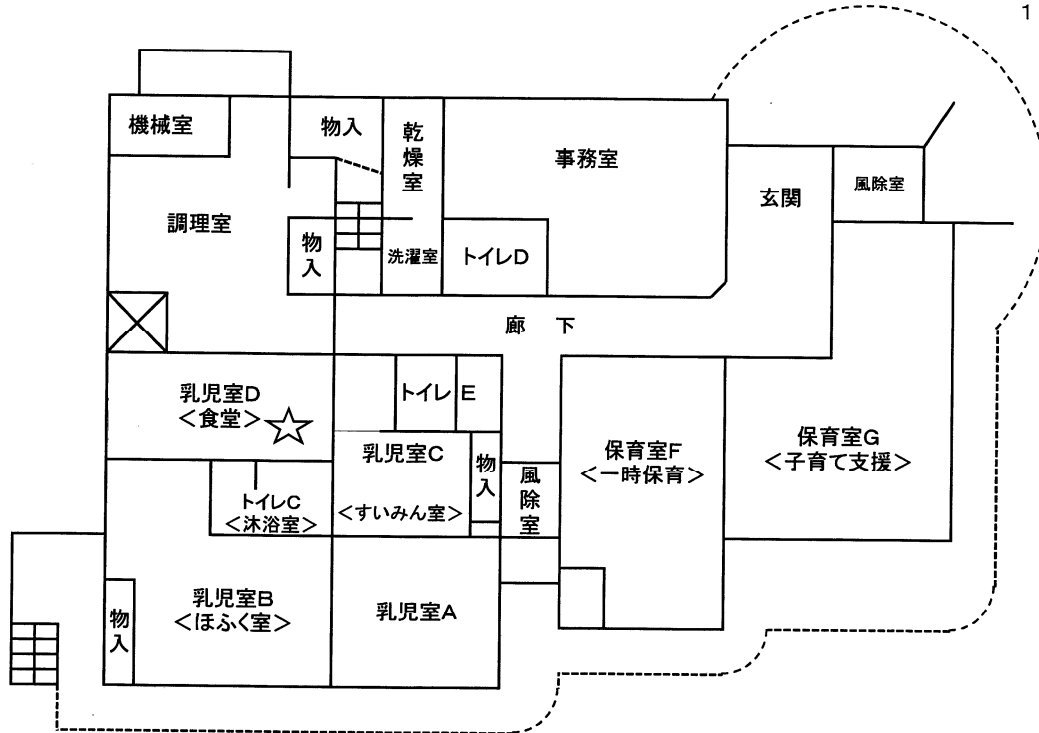 1
機械室
物入
乾燥室
事務室
玄関
風除室
調理室
物入
洗濯室
トイレD
廊 下
乳児室D
<食堂>
トイレ E
乳児室C
<すいみん室>
物入
風除室
保育室F
<一時保育>
保育室G
<子育て支援>
トイレC
<沐浴室>
物入
乳児室B
<ほふく室>
乳児室A